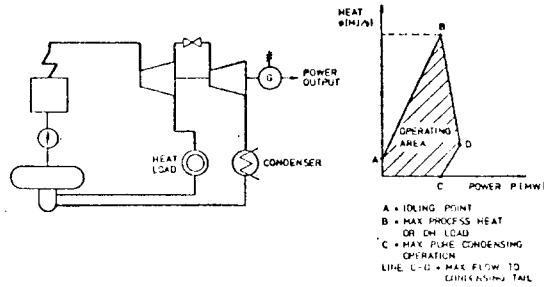 HEAT
LOAD
CONDENSER
G
POWER
OUTPUT
HEAT
ϕ[MJ/s]
B
OPERATING
AREA
A
D
C
POWER P[MW]
A = IDLING POINT
B = MAX PROCESS HEAT
OR DH LOAD
C = MAX PURE CONDENSING
OPERATION
LINE C-D = MAX FLOW TO
CONDENSING TAIL